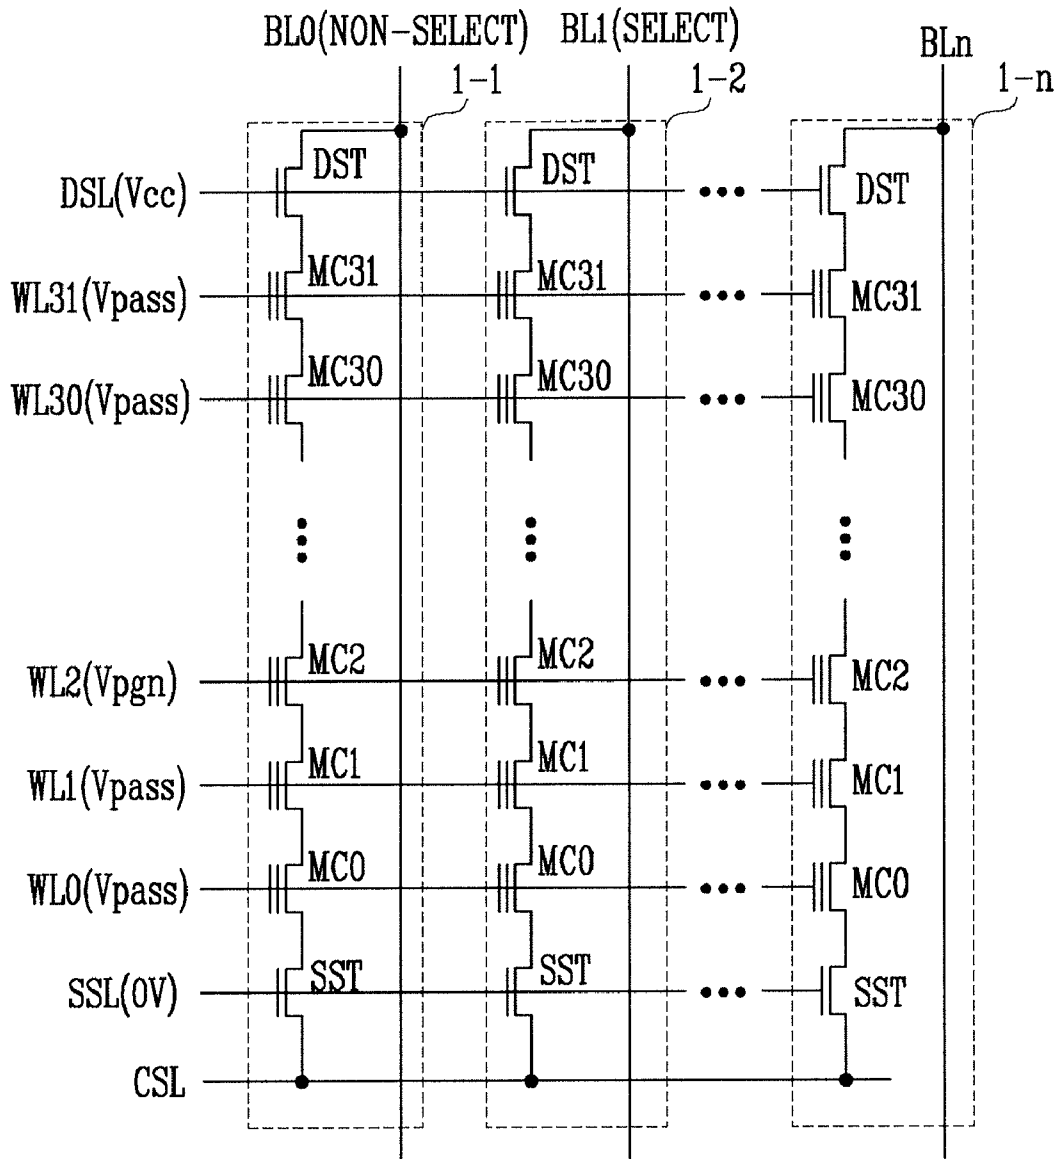 BL0(NON-SELECT) BL1(SELECT) BLn
1-1 1-2 1-n
DSL(Vcc) DST DST DST
WL31(Vpass) MC31 MC31 MC31
WL30(Vpass) MC30 MC30 MC30
WL2(Vpgn) MC2 MC2 MC2
WL1(Vpass) MC1 MC1 MC1
WL0(Vpass) MC0 MC0 MC0
SSL(0V) SST SST SST
CSL